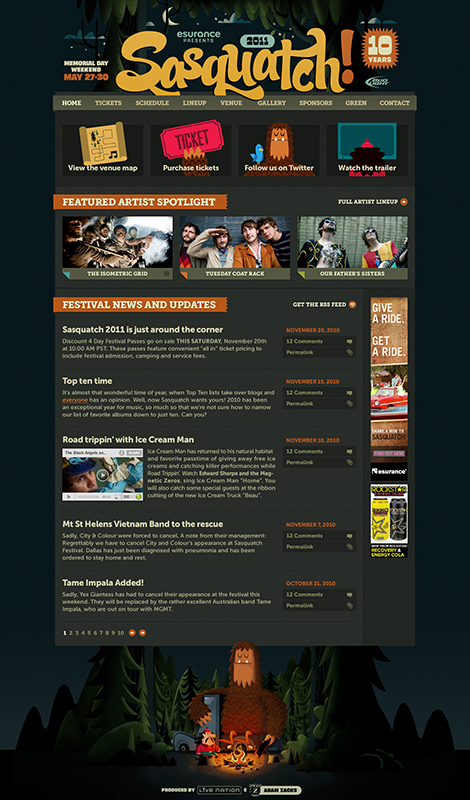 esurance
PRESENTS
2011
Sasquatch!
10
YEARS
MEMORIAL DAY
WEEKEND
MAY 27-30
BUD
LIGHT
HOME TICKETS SCHEDULE LINEUP VENUE GALLERY SPONSORS GREEN CONTACT
TICKET
View the venue map
Purchase tickets
Follow us on Twitter
Watch the trailer
FEATURED ARTIST SPOTLIGHT
FULL ARTIST LINEUP
THE ISOMETRIC GRID
TUESDAY COAT RACK
OUR FATHER'S SISTERS
FESTIVAL NEWS AND UPDATES
GET THE RSS FEED
Sasquatch 2011 is just around the corner
Discount 4 Day Festival Passes go on sale THIS SATURDAY, November 20th
at 10:00 AM PST. These passes feature convenient "all in" ticket pricing to
include festival admission, camping and service fees.
NOVEMBER 20, 2010
12 Comments
Permalink
Top ten time
It's almost that wonderful time of year, when Top Ten lists take over blogs and
everyone has an opinion. Well, now Sasquatch wants yours! 2010 has been
an exceptional year for music, so much so that we're not sure how to narrow
our list of favorite albums down to just ten. Can you?
NOVEMBER 15, 2010
12 Comments
Permalink
Road trippin' with Ice Cream Man
The Black Angels an...
Ice Cream Man has returned to his natural habitat
and favorite passtime of giving away free ice
creams and catching killer performances while
Road Trippin'. Watch Edward Sharpe and the Mag-
netic Zeros, sing Ice Cream Man "Home". You
will also catch some special guests at the ribbon
cutting of the new Ice Cream Truck "Beau".
NOVEMBER 10, 2010
12 Comments
Permalink
Mt St Helens Vietnam Band to the rescue
Sadly, City & Colour were forced to cancel. A note from their management:
Regrettably we have to cancel City and Colour's appearance at Sasquatch
Festival. Dallas has just been diagnosed with pneumonia and has been
ordered to stay home and rest.
NOVEMBER 7, 2010
12 Comments
Permalink
Tame Impala Added!
Sadly, Yes Giantess has had to cancel their appearance at the festival this
weekend. They will be replaced by the rather excellent Australian band Tame
Impala, who are out on tour with MGMT.
OCTOBER 21, 2010
12 Comments
Permalink
1 2 3 4 5 6 7 8 9 10
GIVE
A RIDE.
GET
A RIDE.
SHARE A RIDE TO
SASQUATCH
FIND OUT HOW
esurance
ROCKSTAR
RECOVERY &
ENERGY COLA
PRODUCED BY LIVE NATION & ADAM ZACKS